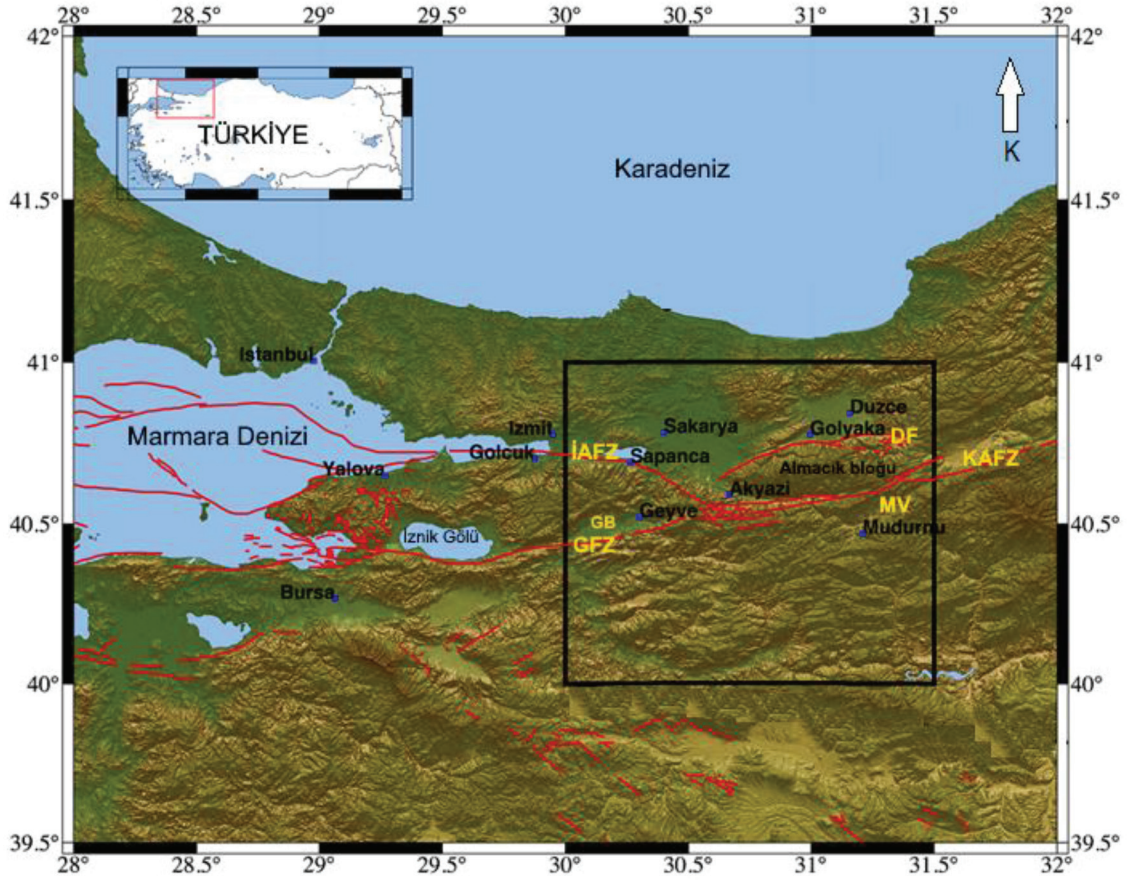 28° 28.5° 29° 29.5° 30° 30.5° 31° 31.5° 32°
42° 42°
K
TÜRKİYE
Karadeniz
41.5° 41.5°
Istanbul
41° 41°
Duzce
Sakarya Golyaka DF
Izmit
Marmara Denizi
Golcuk İAFZ Sapanca KAFZ
Yalova Almacık bloğu
Akyazi
Geyve MV
40.5° GB Mudurnu 40.5°
İznik Gölü GFZ
Bursa
40° 40°
39.5° 39.5°
28° 28.5° 29° 29.5° 30° 30.5° 31° 31.5° 32°